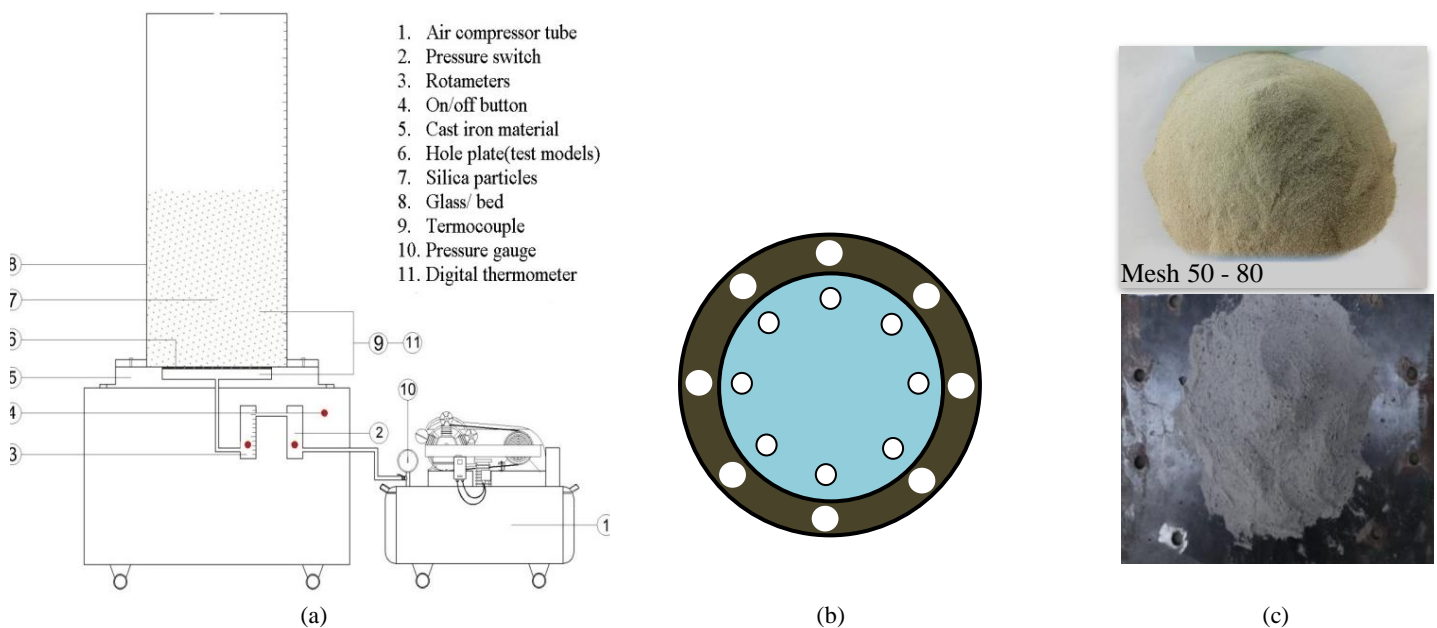 1. Air compressor tube
2. Pressure switch
3. Rotameters
4. On/off button
5. Cast iron material
6. Hole plate(test models)
7. Silica particles
8. Glass/ bed
9. Termocouple
10. Pressure gauge
11. Digital thermometer
8
7
6
9
11
5
10
4
2
3
1
Mesh 50 - 80
(a)
(b)
(c)